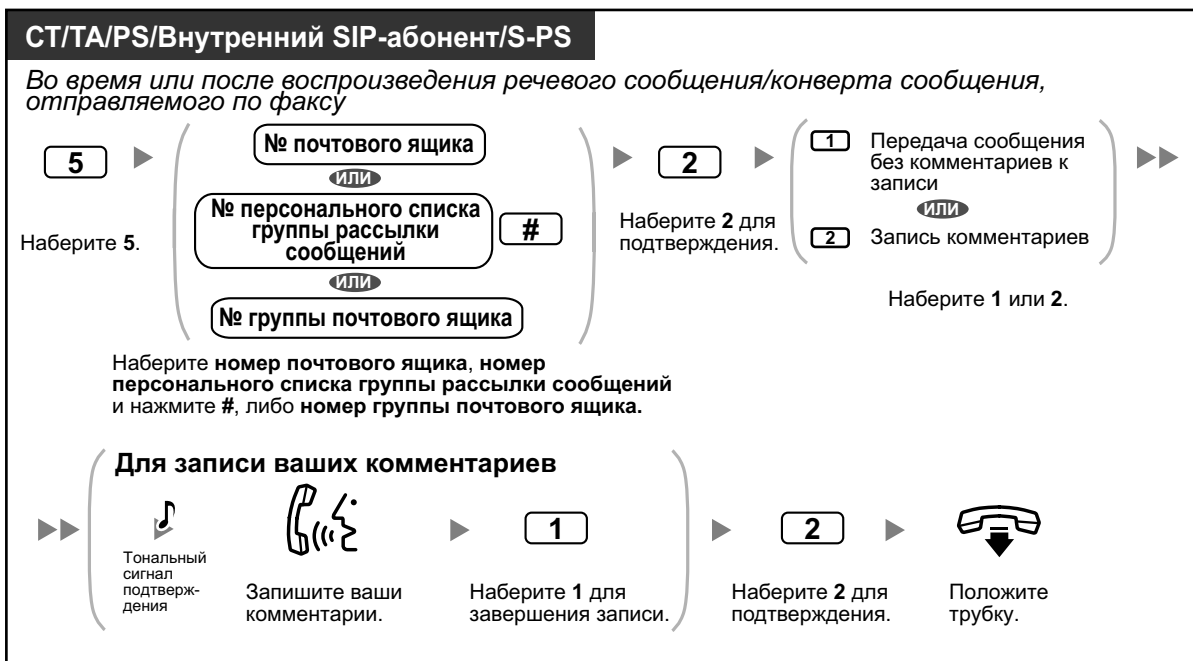 СТ/ТА/PS/Внутренний SIP-абонент/S-PS
Во время или после воспроизведения речевого сообщения/конверта сообщения,
отправляемого по факсу
5
Наберите 5.
№ почтового ящика
ИЛИ
№ персонального списка
группы рассылки
сообщений
#
ИЛИ
№ группы почтового ящика
Наберите номер почтового ящика, номер
персонального списка группы рассылки сообщений
и нажмите #, либо номер группы почтового ящика.
2
Наберите 2 для
подтверждения.
1 Передача сообщения
без комментариев к
записи
ИЛИ
2 Запись комментариев
Наберите 1 или 2.
Для записи ваших комментариев
Тональный
сигнал
подтверж-
дения
Запишите ваши
комментарии.
1
Наберите 1 для
завершения записи.
2
Наберите 2 для
подтверждения.
Положите
трубку.